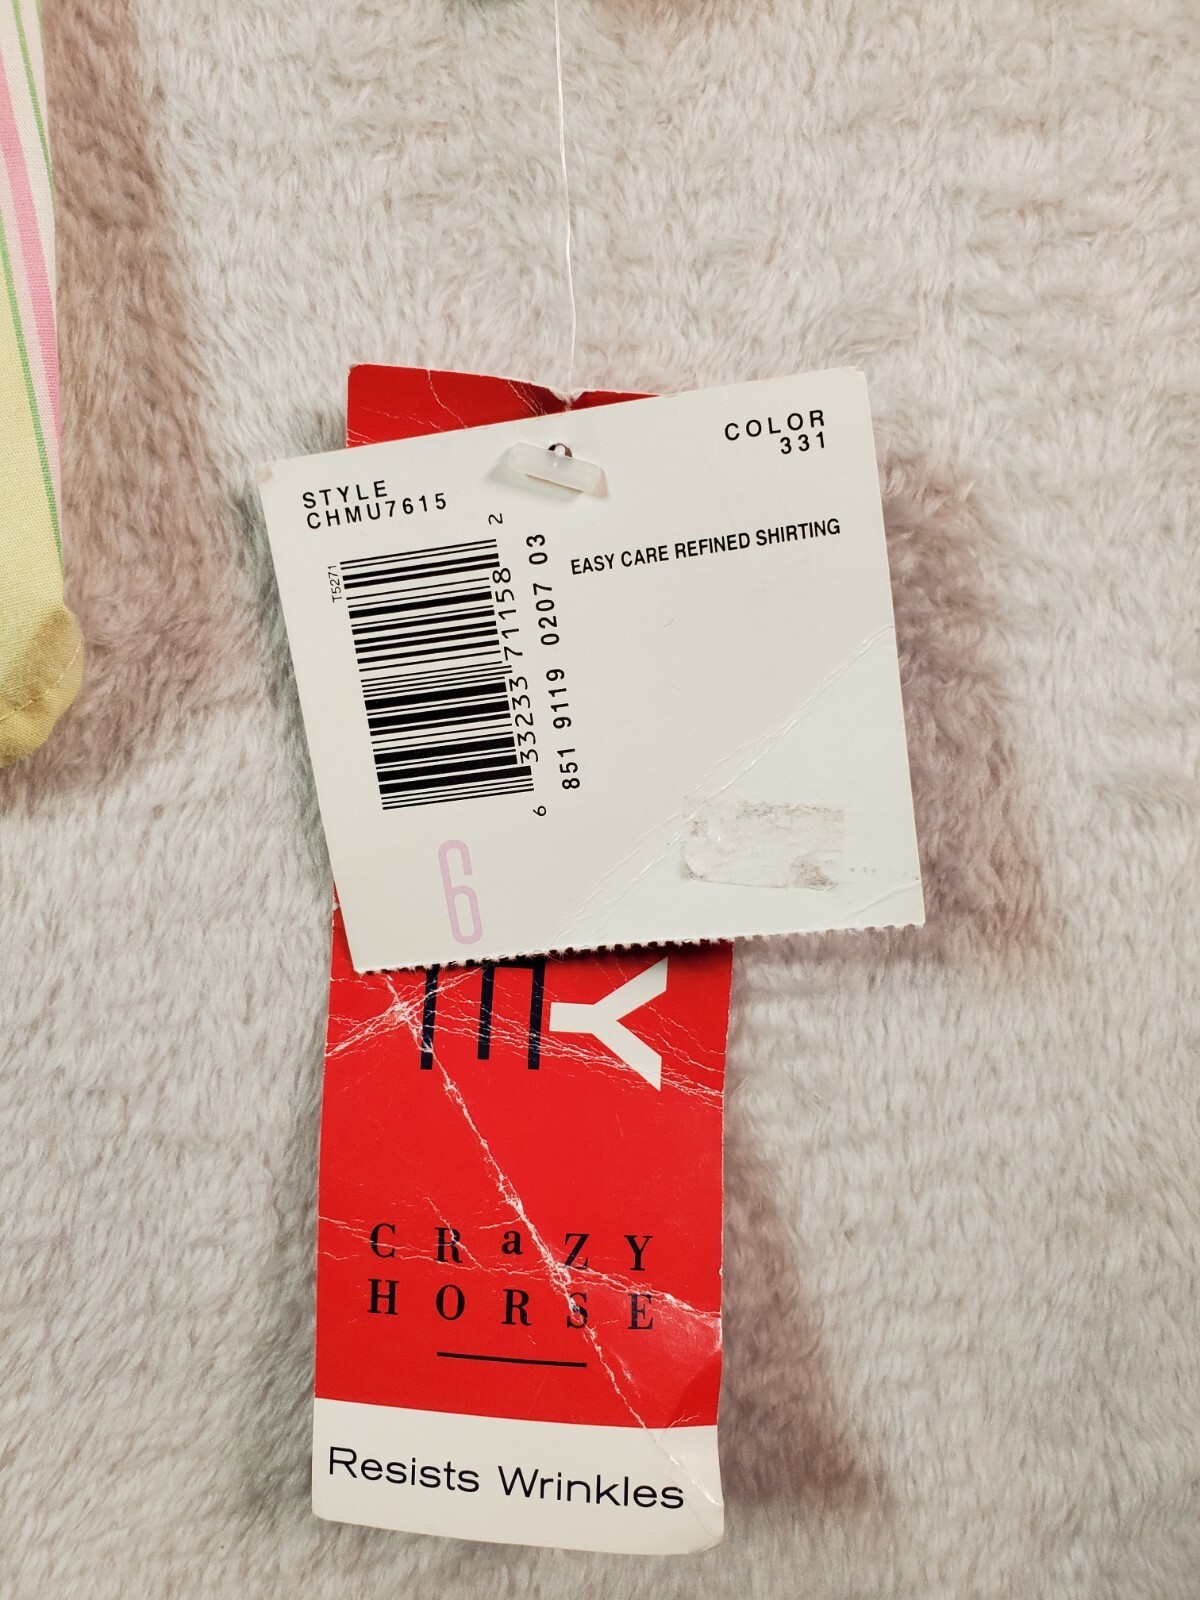 STYLE
CHMU7615
COLOR
331
EASY CARE REFINED SHIRTING
T5271
6 33233 71158 2
851 9119 0207 03
6
Y
CRaZY
HORSE
Resists Wrinkles